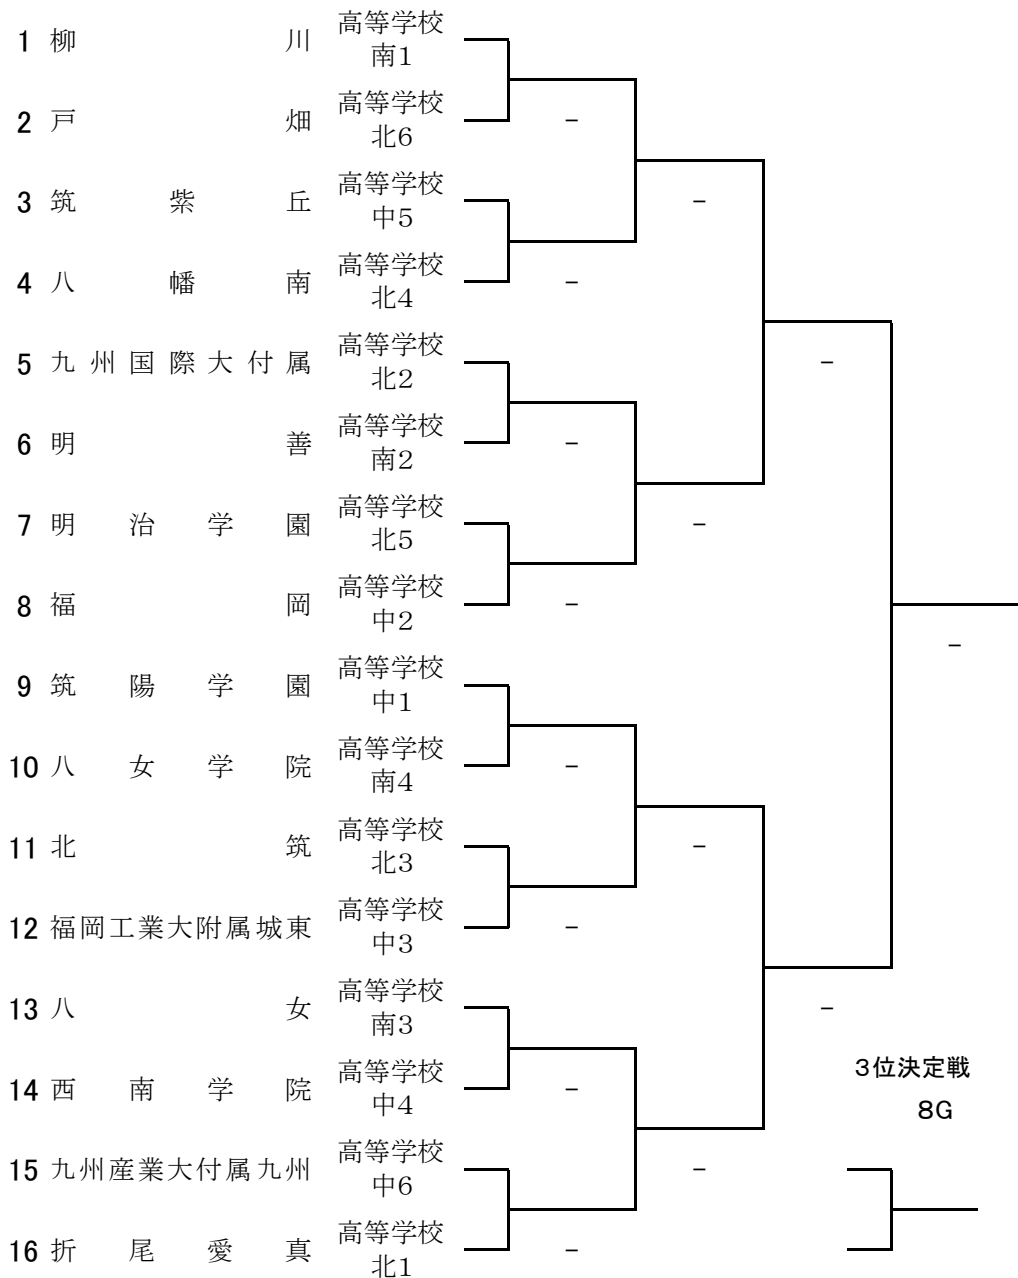 1 柳川 高等学校
南1
2 戸畑 高等学校
北6
–
3 筑紫丘 高等学校
中5
–
4 八幡南 高等学校
北4
–
5 九州国際大付属 高等学校
北2
–
6 明善 高等学校
南2
–
7 明治学園 高等学校
北5
–
8 福岡 高等学校
中2
–
–
9 筑陽学園 高等学校
中1
10 八女学院 高等学校
南4
–
11 北筑 高等学校
北3
–
12 福岡工業大附属城東 高等学校
中3
–
13 八女 高等学校
南3
–
14 西南学院 高等学校
中4
–
3位決定戦
8G
15 九州産業大付属九州 高等学校
中6
–
16 折尾愛真 高等学校
北1
–